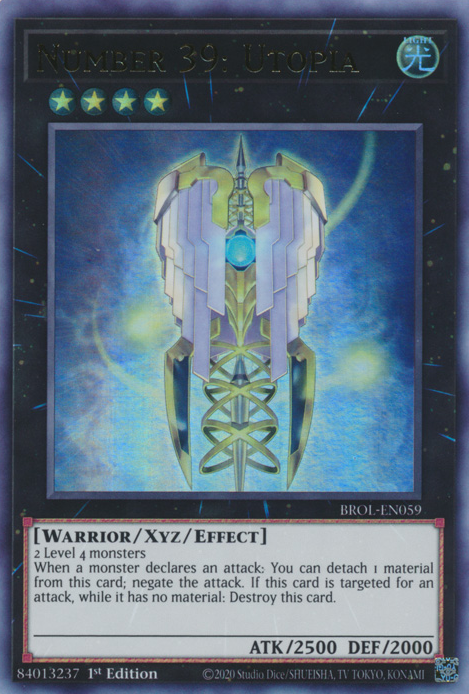 Number 39: Utopia
LIGHT
光
BROL-EN059
[Warrior/Xyz/Effect]
2 Level 4 monsters
When a monster declares an attack: You can detach 1 material
from this card; negate the attack. If this card is targeted for an
attack, while it has no material: Destroy this card.
ATK/2500 DEF/2000
84013237 1st Edition ©2020 Studio Dice/SHUEISHA, TV TOKYO, KONAMI